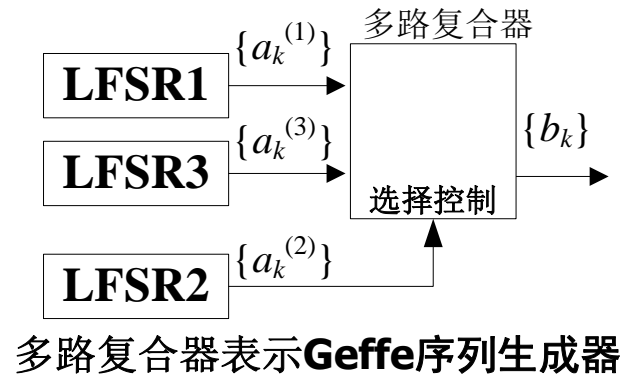 多路复合器
{a_k^(1)}
LFSR1
{a_k^(3)}
{b_k}
LFSR3
选择控制
{a_k^(2)}
LFSR2
多路复合器表示Geffe序列生成器